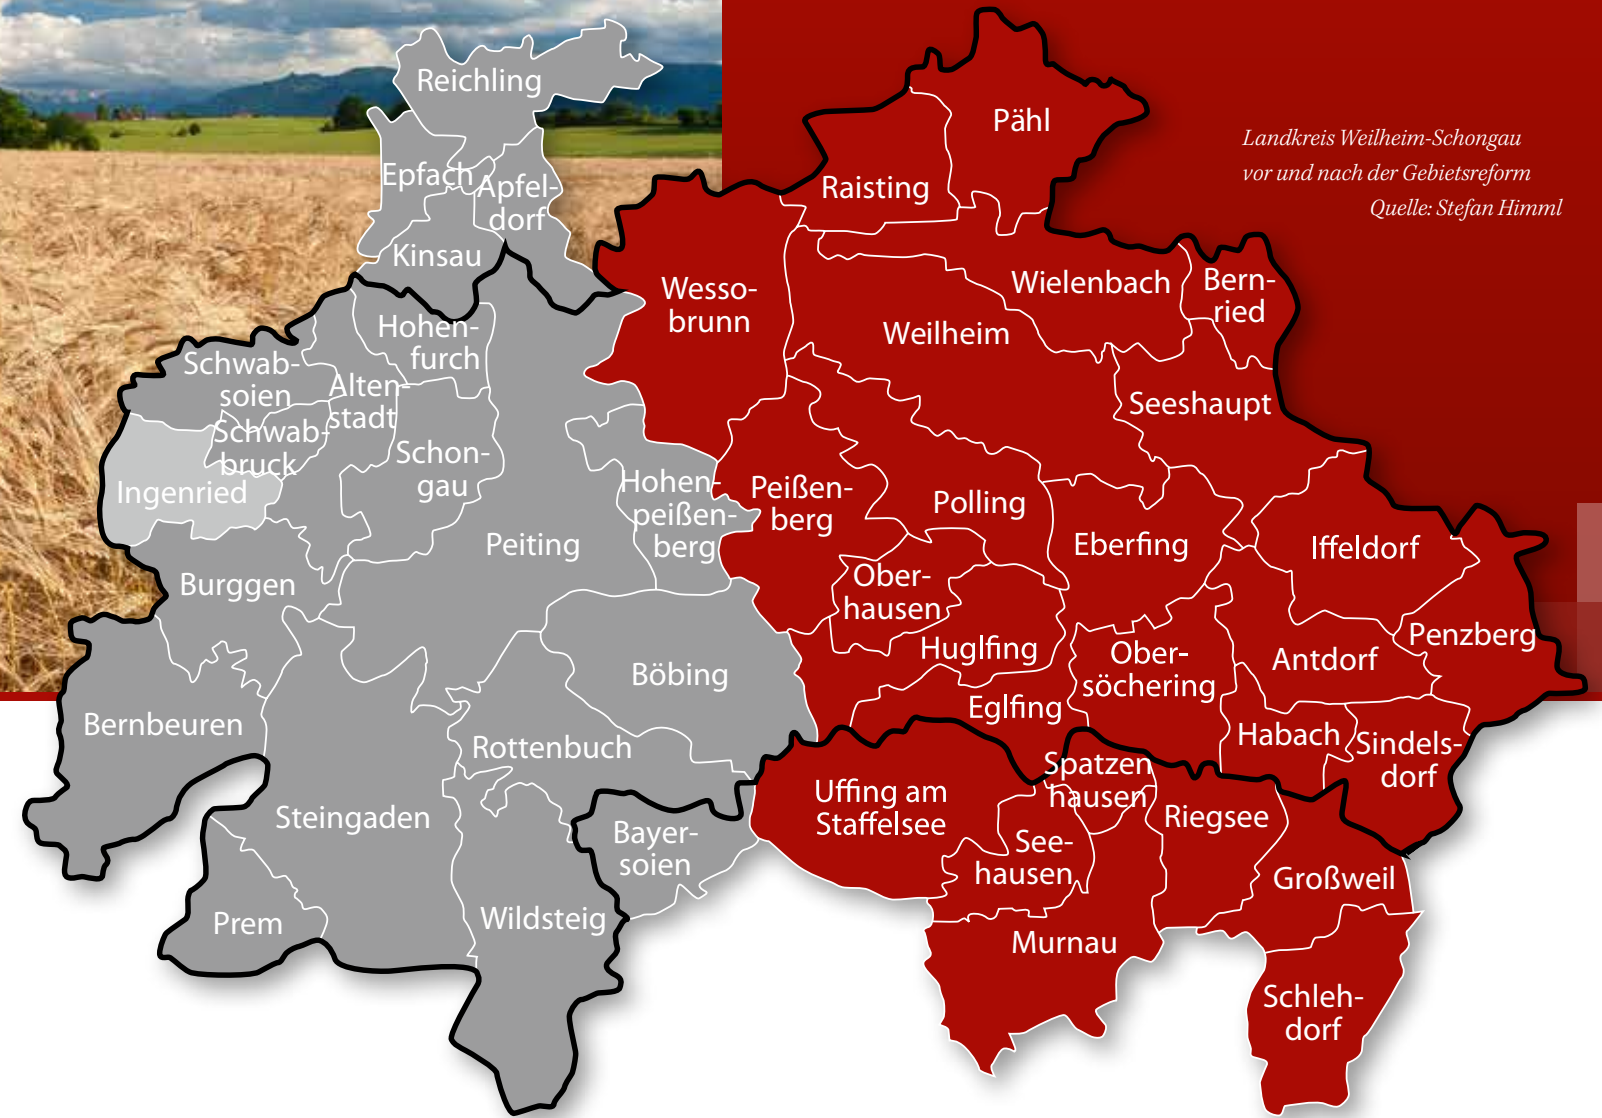 Reichling
Pähl
Landkreis Weilheim-Schongau
vor und nach der Gebietsreform
Quelle: Stefan Himml
Epfach
Apfel-
dorf
Raisting
Kinsau
Wesso-
brunn
Wielenbach
Bern-
ried
Weilheim
Hohen-
furch
Schwab-
soien
Alten-
stadt
Seeshaupt
Schwab-
bruck
Schon-
gau
Ingenried
Hohen-
peißen-
berg
Peißen-
berg
Polling
Peiting
Eberfing
Iffeldorf
Burggen
Ober-
hausen
Huglfing
Penzberg
Böbing
Ober-
söchering
Antdorf
Eglfing
Bernbeuren
Rottenbuch
Habach
Sindels-
dorf
Spatzen
hausen
Uffing am
Staffelsee
Steingaden
Riegsee
Bayer-
soien
See-
hausen
Großweil
Prem
Wildsteig
Murnau
Schleh-
dorf